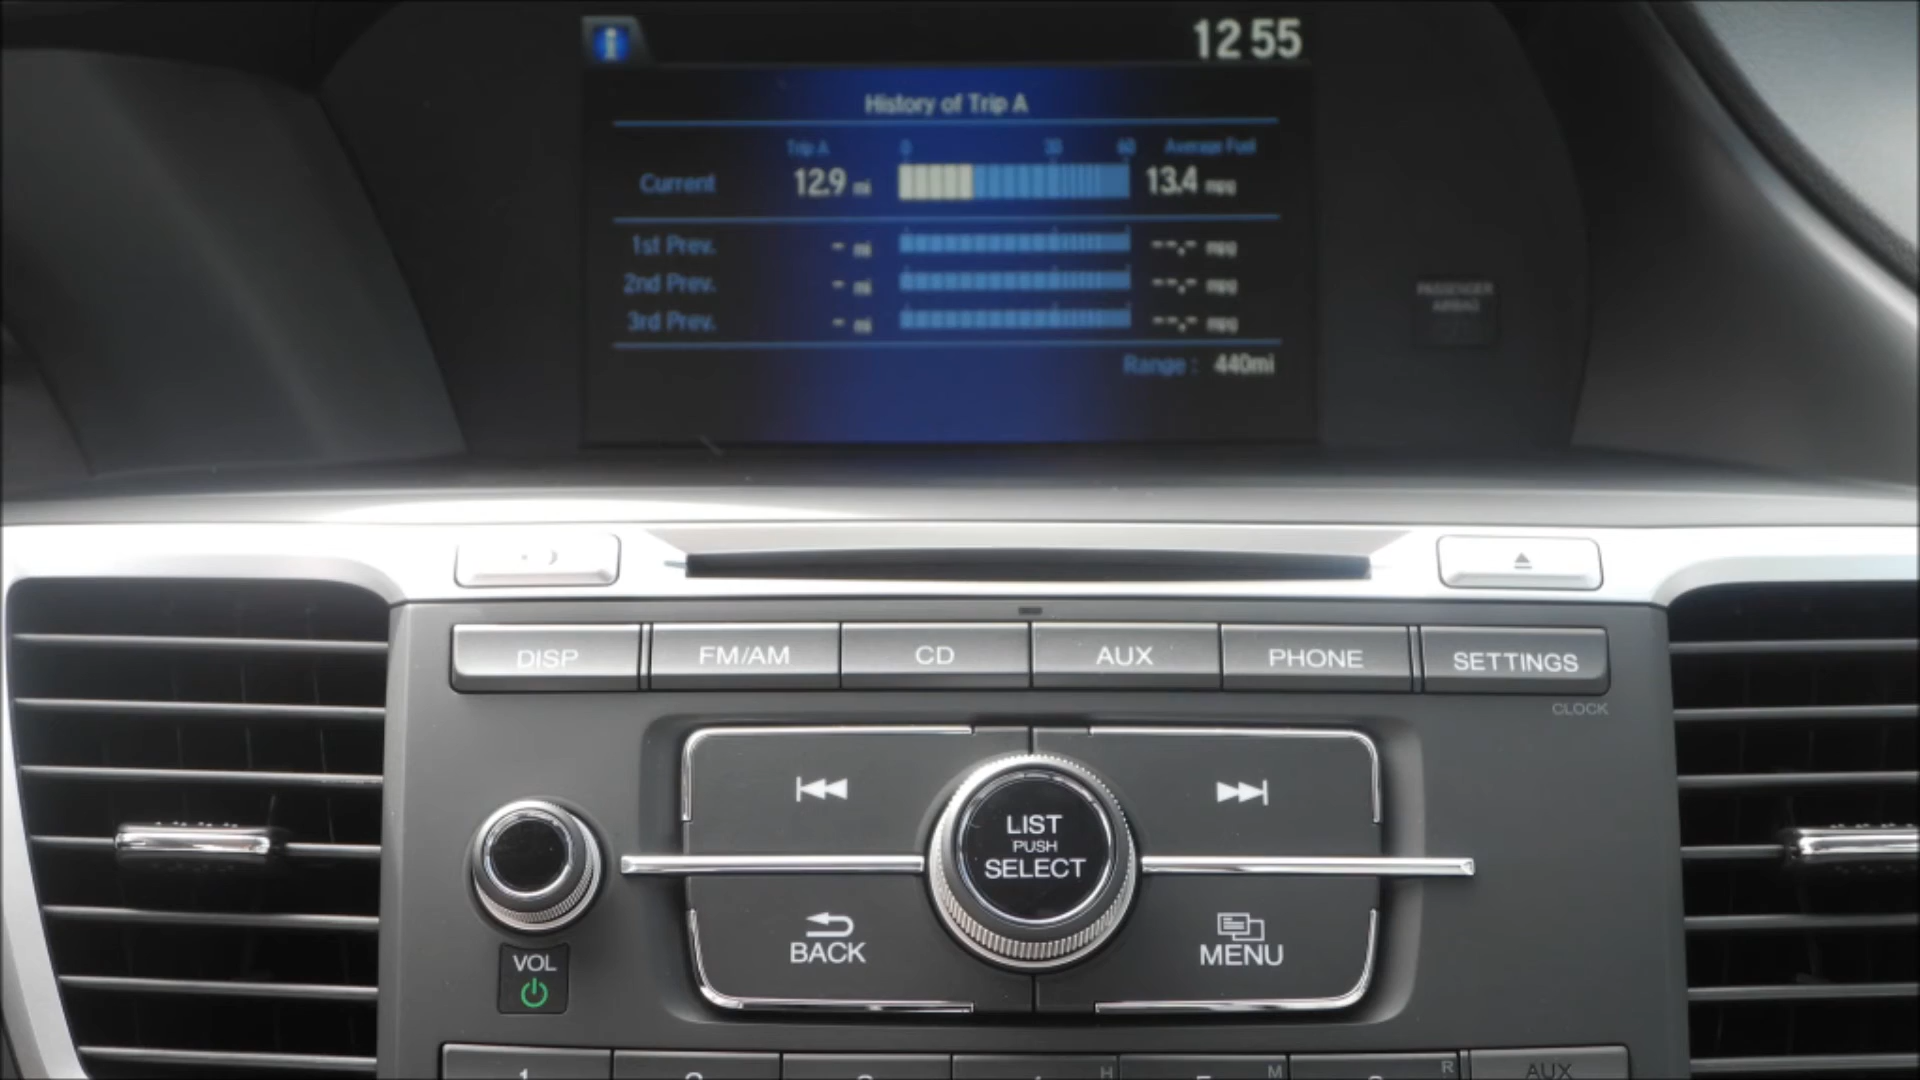 i
12 55
History of Trip A
Trip A 0 30 60 Average Fuel
Current 12.9 mi 13.4 mpg
1st Prev. - mi --.- mpg
2nd Prev. - mi --.- mpg
3rd Prev. - mi --.- mpg
Range : 440mi
PASSENGER
AIRBAG
DISP FM/AM CD AUX PHONE SETTINGS
CLOCK
LIST
PUSH
SELECT
BACK
MENU
VOL
H M R
AUX